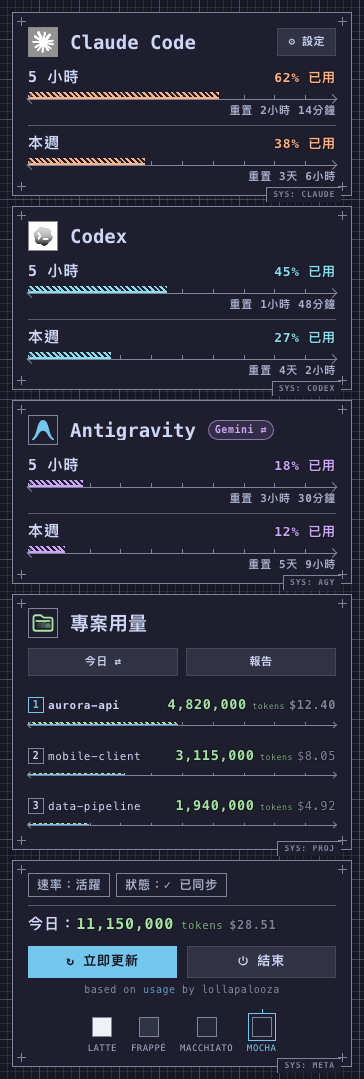 Claude Code
⚙ 設定
5 小時 62% 已用
重置 2小時 14分鐘
本週 38% 已用
重置 3天 6小時
SYS: CLAUDE
Codex
5 小時 45% 已用
重置 1小時 48分鐘
本週 27% 已用
重置 4天 2小時
SYS: CODEX
Antigravity Gemini ⇄
5 小時 18% 已用
重置 3小時 30分鐘
本週 12% 已用
重置 5天 9小時
SYS: AGY
專案用量
今日 ⇄ 報告
1 aurora-api 4,820,000 tokens $12.40
2 mobile-client 3,115,000 tokens $8.05
3 data-pipeline 1,940,000 tokens $4.92
SYS: PROJ
速率：活躍 狀態：✓ 已同步
今日：11,150,000 tokens $28.51
↻ 立即更新 ⏻ 結束
based on usage by lollapalooza
LATTE FRAPPÉ MACCHIATO MOCHA
SYS: META